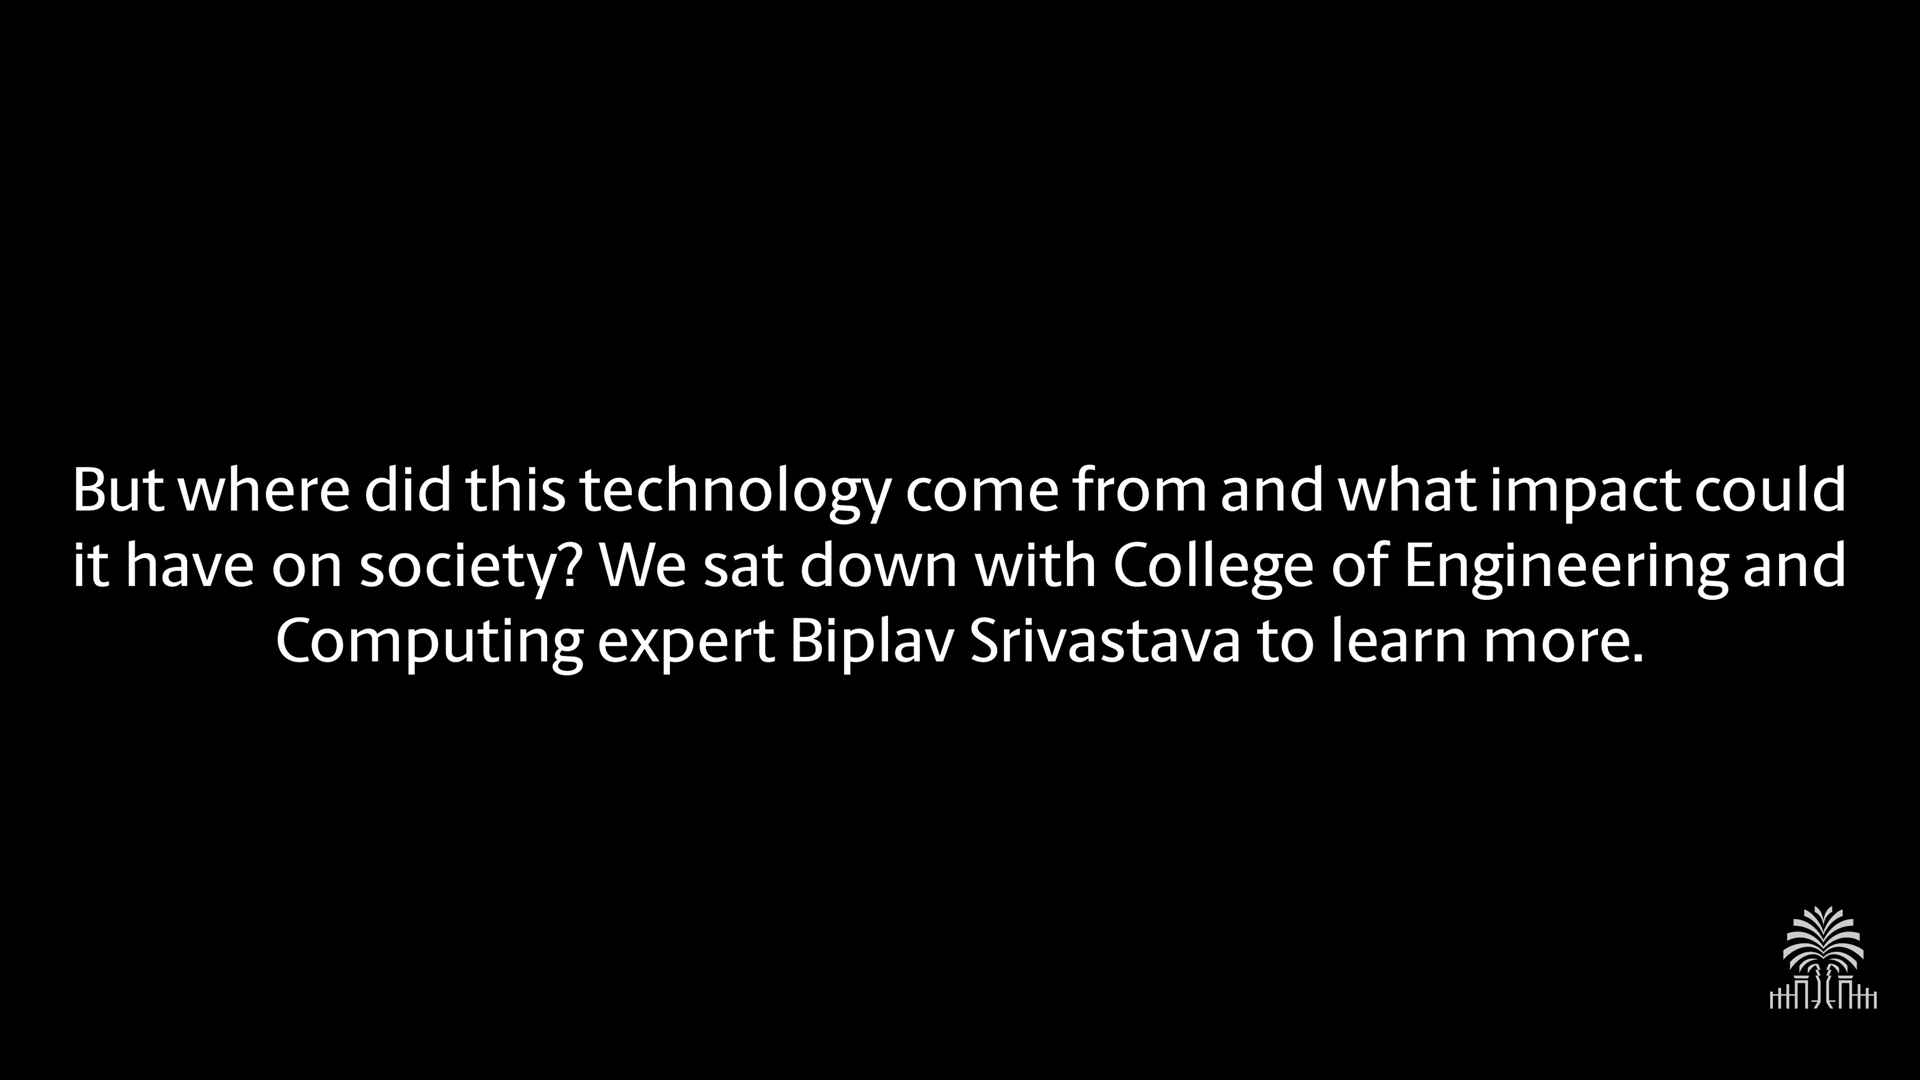 But where did this technology come from and what impact could
it have on society? We sat down with College of Engineering and
Computing expert Biplav Srivastava to learn more.